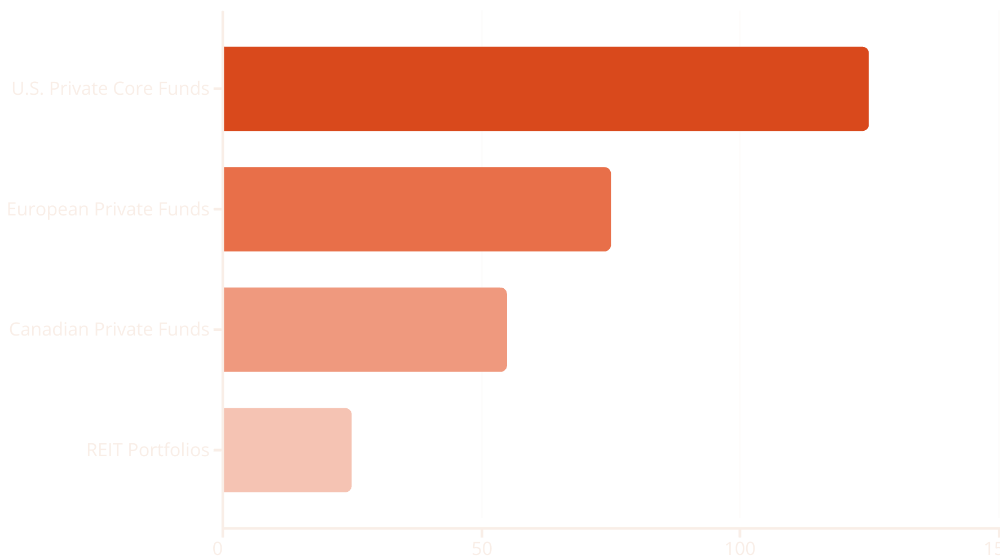 U.S. Private Core Funds
European Private Funds
Canadian Private Funds
REIT Portfolios
0 50 100